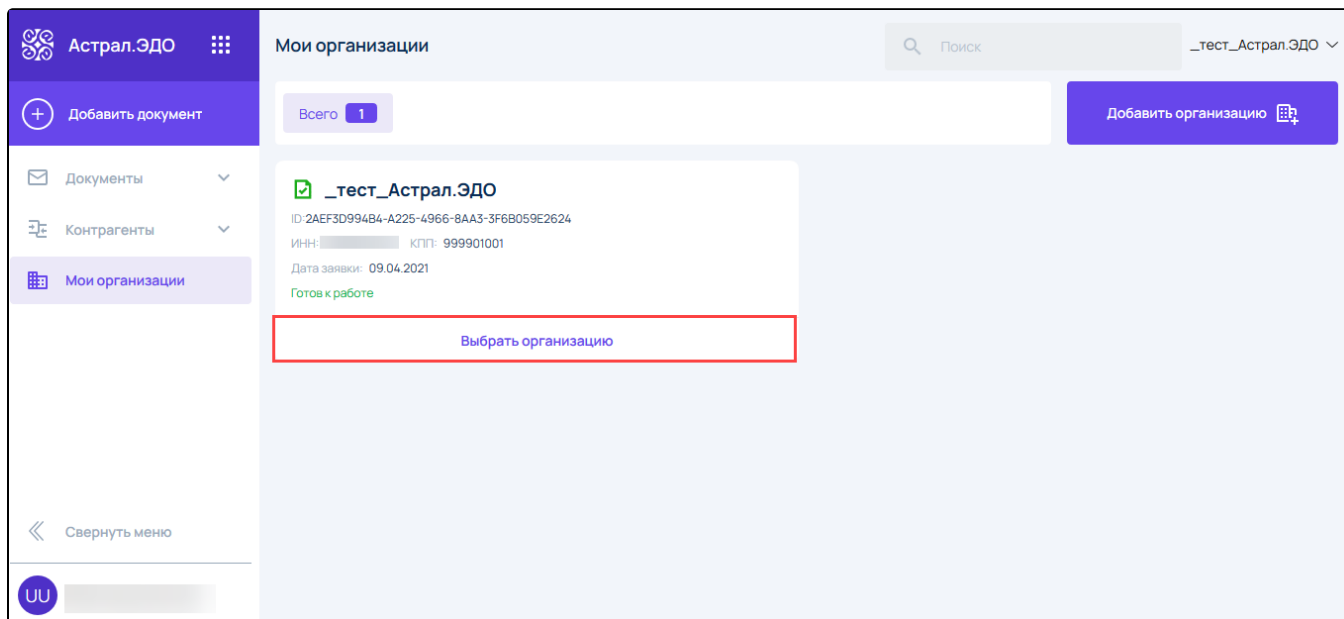 Астрал.ЭДО
Мои организации
Поиск
_тест_Астрал.ЭДО
Добавить документ
Всего 1
Добавить организацию
Документы
Контрагенты
Мои организации
_тест_Астрал.ЭДО
ID:2AEF3D994B4-A225-4966-8AA3-3F6B059E2624
ИНН: КПП: 999901001
Дата заявки: 09.04.2021
Готов к работе
Выбрать организацию
Свернуть меню
UU